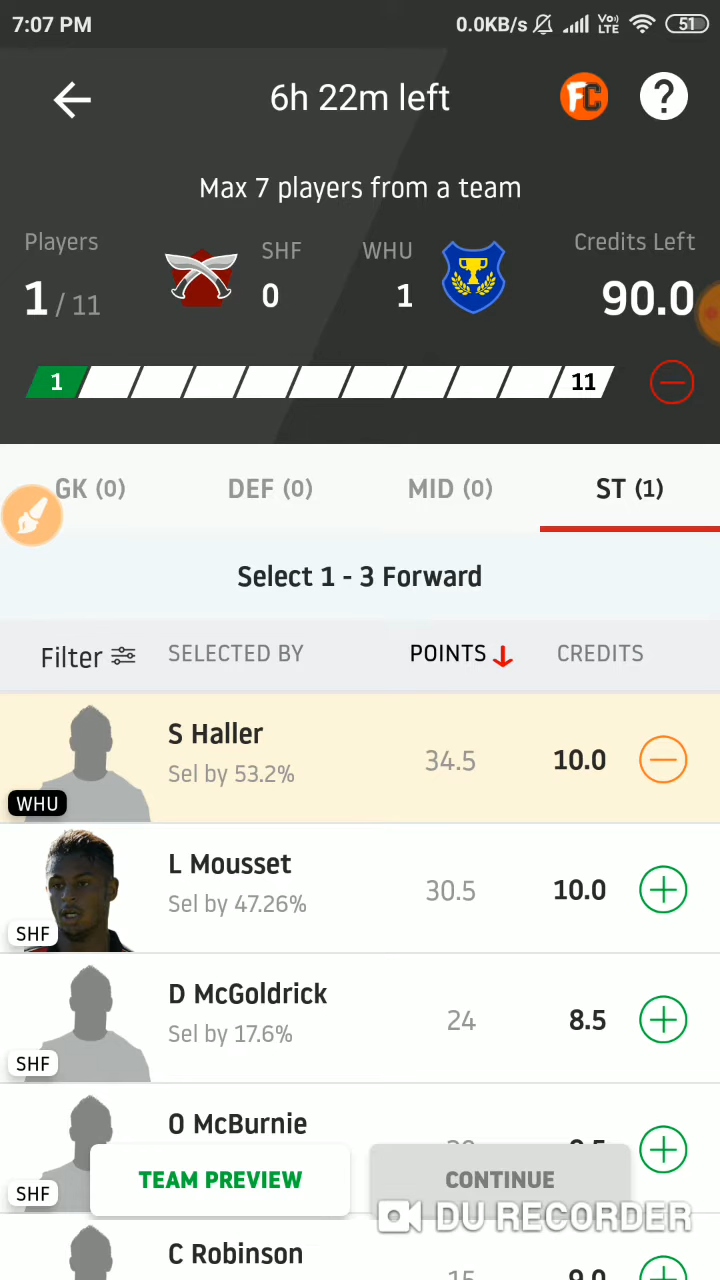 7:07 PM
0.0KB/s Vo)) LTE 51
6h 22m left
FC
?
Max 7 players from a team
Players SHF WHU Credits Left
1 / 11 0 1 90.0
1 11
GK (0) DEF (0) MID (0) ST (1)
Select 1 - 3 Forward
Filter SELECTED BY POINTS CREDITS
S Haller
Sel by 53.2%
34.5 10.0
WHU
L Mousset
Sel by 47.26%
30.5 10.0
SHF
D McGoldrick
Sel by 17.6%
24 8.5
SHF
O McBurnie
SHF
TEAM PREVIEW CONTINUE
DU RECORDER
C Robinson